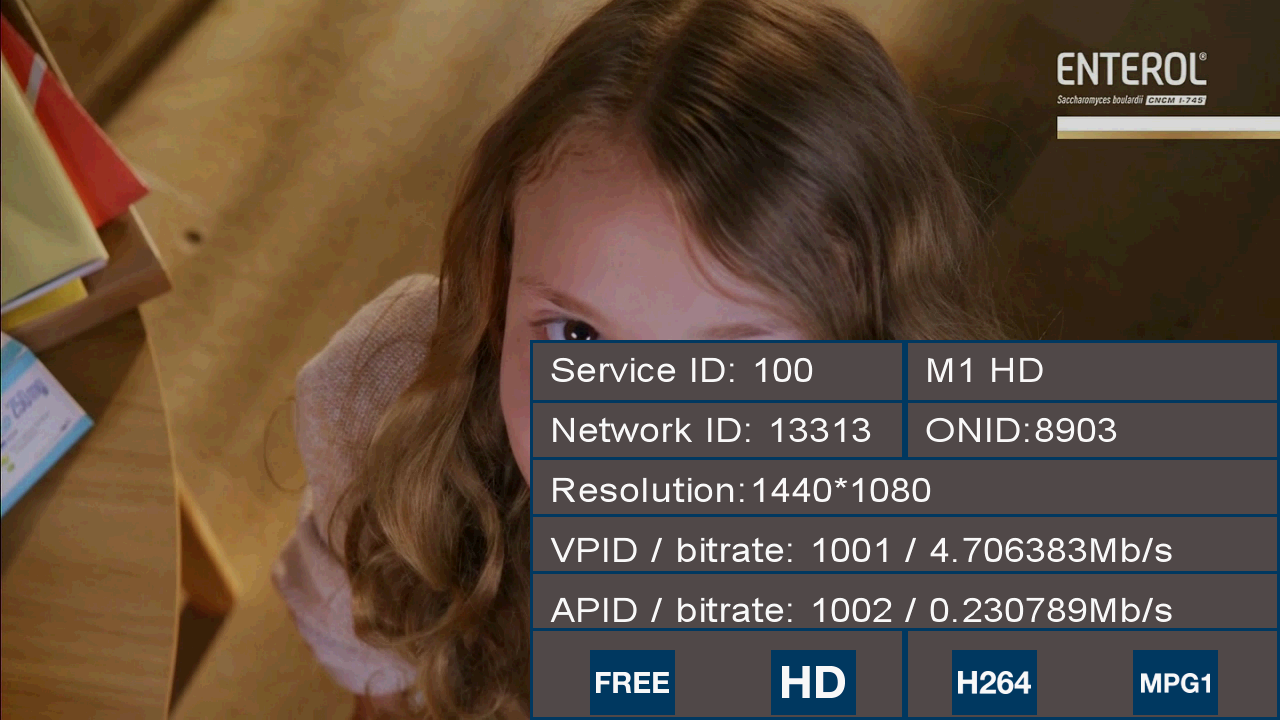 ENTEROL®
Saccharomyces boulardii CNCM I-745
Service ID: 100
M1 HD
Network ID: 13313
ONID:8903
Resolution:1440*1080
VPID / bitrate: 1001 / 4.706383Mb/s
APID / bitrate: 1002 / 0.230789Mb/s
FREE HD H264 MPG1